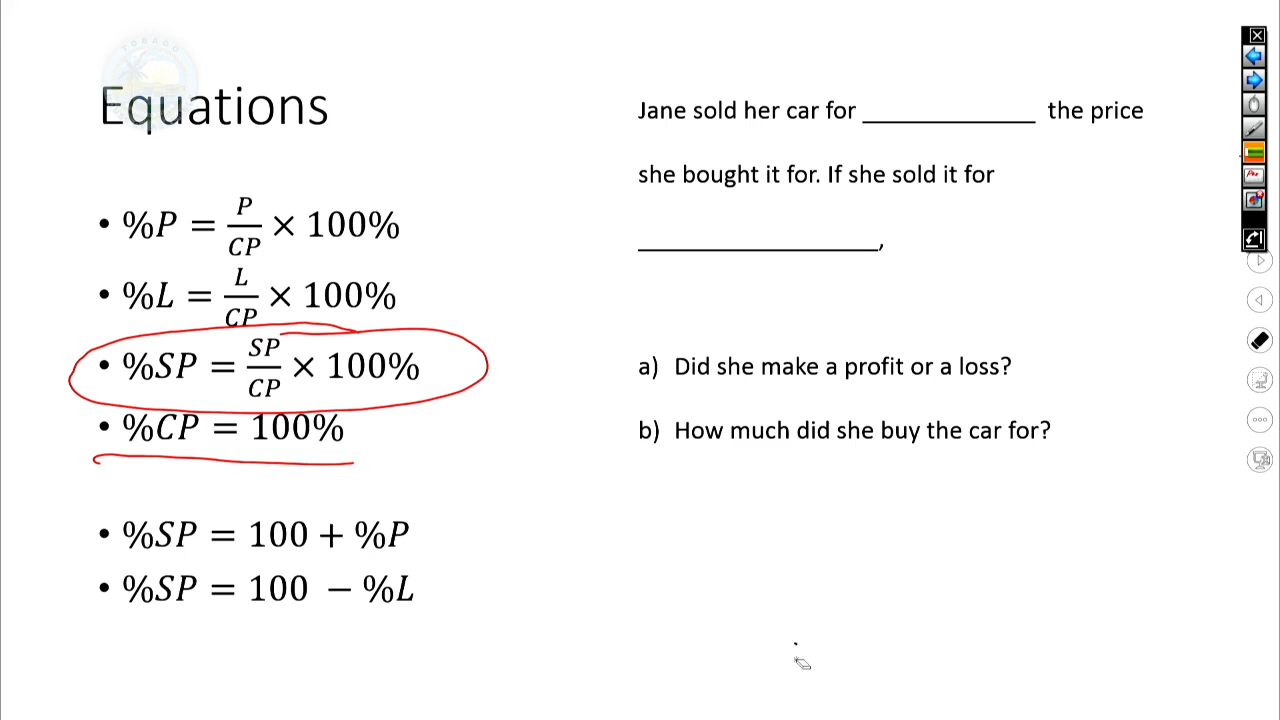 TOBAGO
Equations
• %P = P/CP × 100%
• %L = L/CP × 100%
• %SP = SP/CP × 100%
• %CP = 100%
• %SP = 100 + %P
• %SP = 100 − %L
Jane sold her car for ______________ the price
she bought it for. If she sold it for
___________________,
a) Did she make a profit or a loss?
b) How much did she buy the car for?